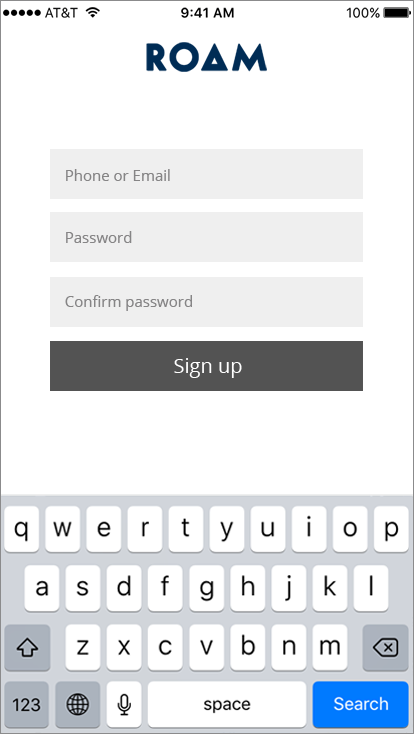 AT&T 9:41 AM 100%
ROAM
Phone or Email
Password
Confirm password
Sign up
q w e r t y u i o p
a s d f g h j k l
z x c v b n m
123 space Search